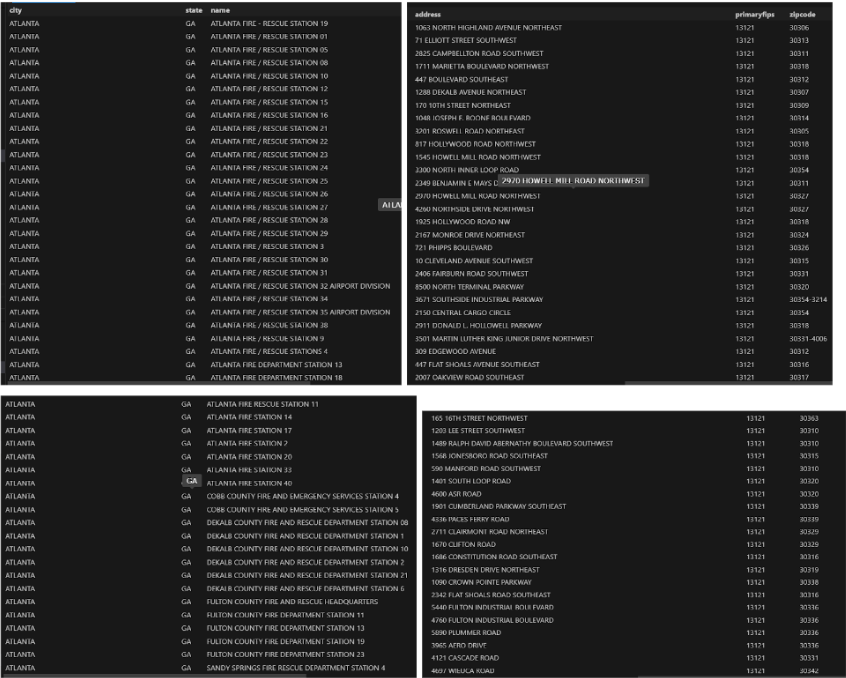 city state name
ATLANTA GA ATLANTA FIRE - RESCUE STATION 19
ATLANTA GA ATLANTA FIRE / RESCUE STATION 01
ATLANTA GA ATLANTA FIRE / RESCUE STATION 05
ATLANTA GA ATLANTA FIRE / RESCUE STATION 08
ATLANTA GA ATLANTA FIRE / RESCUE STATION 10
ATLANTA GA ATLANTA FIRE / RESCUE STATION 12
ATLANTA GA ATLANTA FIRE / RESCUE STATION 15
ATLANTA GA ATLANTA FIRE / RESCUE STATION 16
ATLANTA GA ATLANTA FIRE / RESCUE STATION 21
ATLANTA GA ATLANTA FIRE / RESCUE STATION 22
ATLANTA GA ATLANTA FIRE / RESCUE STATION 23
ATLANTA GA ATLANTA FIRE / RESCUE STATION 24
ATLANTA GA ATLANTA FIRE / RESCUE STATION 25
ATLANTA GA ATLANTA FIRE / RESCUE STATION 26
ATLANTA GA ATLANTA FIRE / RESCUE STATION 27
ATLANTA GA ATLANTA FIRE / RESCUE STATION 28
ATLANTA GA ATLANTA FIRE / RESCUE STATION 29
ATLANTA GA ATLANTA FIRE / RESCUE STATION 3
ATLANTA GA ATLANTA FIRE / RESCUE STATION 30
ATLANTA GA ATLANTA FIRE / RESCUE STATION 31
ATLANTA GA ATLANTA FIRE / RESCUE STATION 32 AIRPORT DIVISION
ATLANTA GA ATLANTA FIRE / RESCUE STATION 34
ATLANTA GA ATLANTA FIRE / RESCUE STATION 35 AIRPORT DIVISION
ATLANTA GA ATLANTA FIRE / RESCUE STATION 38
ATLANTA GA ATLANTA FIRE / RESCUE STATION 9
ATLANTA GA ATLANTA FIRE / RESCUE STATIONS 4
ATLANTA GA ATLANTA FIRE DEPARTMENT STATION 13
ATLANTA GA ATLANTA FIRE DEPARTMENT STATION 18
address primaryfips zipcode
1063 NORTH HIGHLAND AVENUE NORTHEAST 13121 30306
71 ELLIOTT STREET SOUTHWEST 13121 30313
2825 CAMPBELLTON ROAD SOUTHWEST 13121 30311
1711 MARIETTA BOULEVARD NORTHWEST 13121 30318
447 BOULEVARD SOUTHEAST 13121 30312
1288 DEKALB AVENUE NORTHEAST 13121 30307
170 10TH STREET NORTHEAST 13121 30309
1048 JOSEPH E. BOONE BOULEVARD 13121 30314
3201 ROSWELL ROAD NORTHEAST 13121 30305
817 HOLLYWOOD ROAD NORTHWEST 13121 30318
1545 HOWELL MILL ROAD NORTHWEST 13121 30318
3300 NORTH INNER LOOP ROAD 13121 30354
2349 BENJAMIN E MAYS D 13121 30311
2970 HOWELL MILL ROAD NORTHWEST
2970 HOWELL MILL ROAD NORTHWEST 13121 30327
4260 NORTHSIDE DRIVE NORTHWEST 13121 30327
1925 HOLLYWOOD ROAD NW 13121 30318
2167 MONROE DRIVE NORTHEAST 13121 30324
721 PHIPPS BOULEVARD 13121 30326
10 CLEVELAND AVENUE SOUTHWEST 13121 30315
2406 FAIRBURN ROAD SOUTHWEST 13121 30331
8500 NORTH TERMINAL PARKWAY 13121 30320
3671 SOUTHSIDE INDUSTRIAL PARKWAY 13121 30354-3214
2150 CENTRAL CARGO CIRCLE 13121 30354
2911 DONALD L. HOLLOWELL PARKWAY 13121 30318
3501 MARTIN LUTHER KING JUNIOR DRIVE NORTHWEST 13121 30331-4006
309 EDGEWOOD AVENUE 13121 30312
447 FLAT SHOALS AVENUE SOUTHEAST 13121 30316
2007 OAKVIEW ROAD SOUTHEAST 13121 30317
ATLANTA GA ATLANTA FIRE RESCUE STATION 11
ATLANTA GA ATLANTA FIRE STATION 14
ATLANTA GA ATLANTA FIRE STATION 17
ATLANTA GA ATLANTA FIRE STATION 2
ATLANTA GA ATLANTA FIRE STATION 20
ATLANTA GA ATLANTA FIRE STATION 33
ATLANTA GA ATLANTA FIRE STATION 40
ATLANTA GA COBB COUNTY FIRE AND EMERGENCY SERVICES STATION 4
ATLANTA GA COBB COUNTY FIRE AND EMERGENCY SERVICES STATION 5
ATLANTA GA DEKALB COUNTY FIRE AND RESCUE DEPARTMENT STATION 08
ATLANTA GA DEKALB COUNTY FIRE AND RESCUE DEPARTMENT STATION 1
ATLANTA GA DEKALB COUNTY FIRE AND RESCUE DEPARTMENT STATION 10
ATLANTA GA DEKALB COUNTY FIRE AND RESCUE DEPARTMENT STATION 2
ATLANTA GA DEKALB COUNTY FIRE AND RESCUE DEPARTMENT STATION 21
ATLANTA GA DEKALB COUNTY FIRE AND RESCUE DEPARTMENT STATION 6
ATLANTA GA FULTON COUNTY FIRE AND RESCUE HEADQUARTERS
ATLANTA GA FULTON COUNTY FIRE DEPARTMENT STATION 11
ATLANTA GA FULTON COUNTY FIRE DEPARTMENT STATION 13
ATLANTA GA FULTON COUNTY FIRE DEPARTMENT STATION 19
ATLANTA GA FULTON COUNTY FIRE DEPARTMENT STATION 23
ATLANTA GA SANDY SPRINGS FIRE RESCUE DEPARTMENT STATION 4
165 16TH STREET NORTHWEST 13121 30363
1203 LEE STREET SOUTHWEST 13121 30310
1489 RALPH DAVID ABERNATHY BOULEVARD SOUTHWEST 13121 30310
1568 JONESBORO ROAD SOUTHEAST 13121 30315
590 MANFORD ROAD SOUTHWEST 13121 30310
1401 SOUTH LOOP ROAD 13121 30320
4600 ASR ROAD 13121 30320
1901 CUMBERLAND PARKWAY SOUTHEAST 13121 30339
4336 PACES FERRY ROAD 13121 30339
2711 CLAIRMONT ROAD NORTHEAST 13121 30329
1670 CLIFTON ROAD 13121 30329
1686 CONSTITUTION ROAD SOUTHEAST 13121 30316
1316 DRESDEN DRIVE NORTHEAST 13121 30319
1090 CROWN POINTE PARKWAY 13121 30338
2342 FLAT SHOALS ROAD SOUTHEAST 13121 30316
5440 FULTON INDUSTRIAL BOULEVARD 13121 30336
4760 FULTON INDUSTRIAL BOULEVARD 13121 30336
5890 PLUMMER ROAD 13121 30336
3965 AERO DRIVE 13121 30336
4121 CASCADE ROAD 13121 30331
4697 WIEUCA ROAD 13121 30342